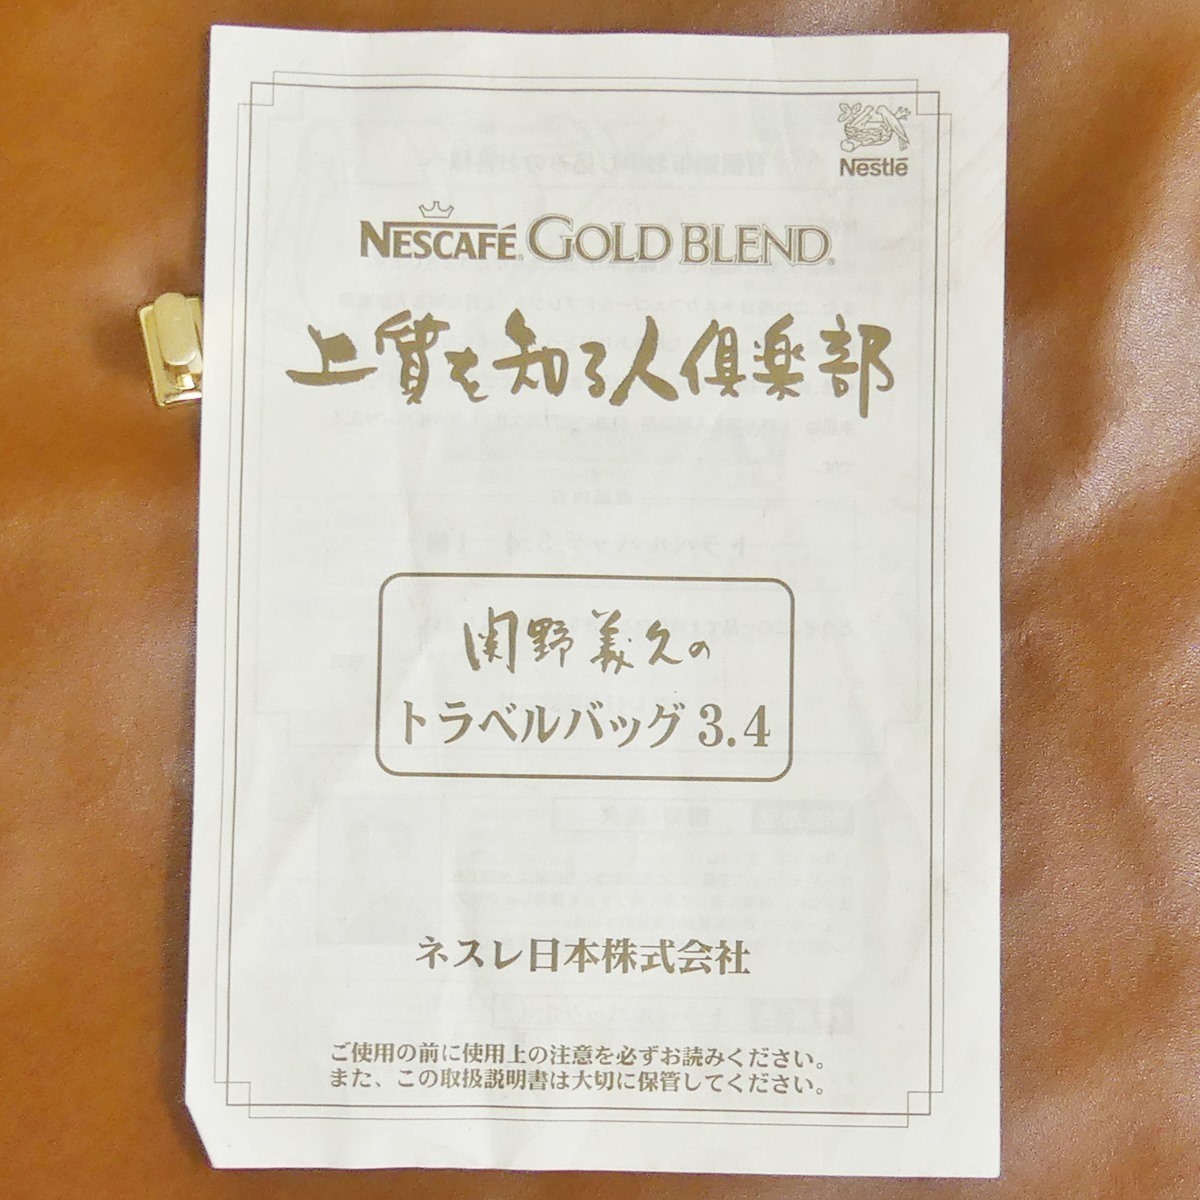 Nestlé
NESCAFÉ GOLD BLEND
上質を知る人倶楽部
関野義久の
トラベルバッグ 3.4
ネスレ日本株式会社
ご使用の前に使用上の注意を必ずお読みください。
また、この取扱説明書は大切に保管してください。